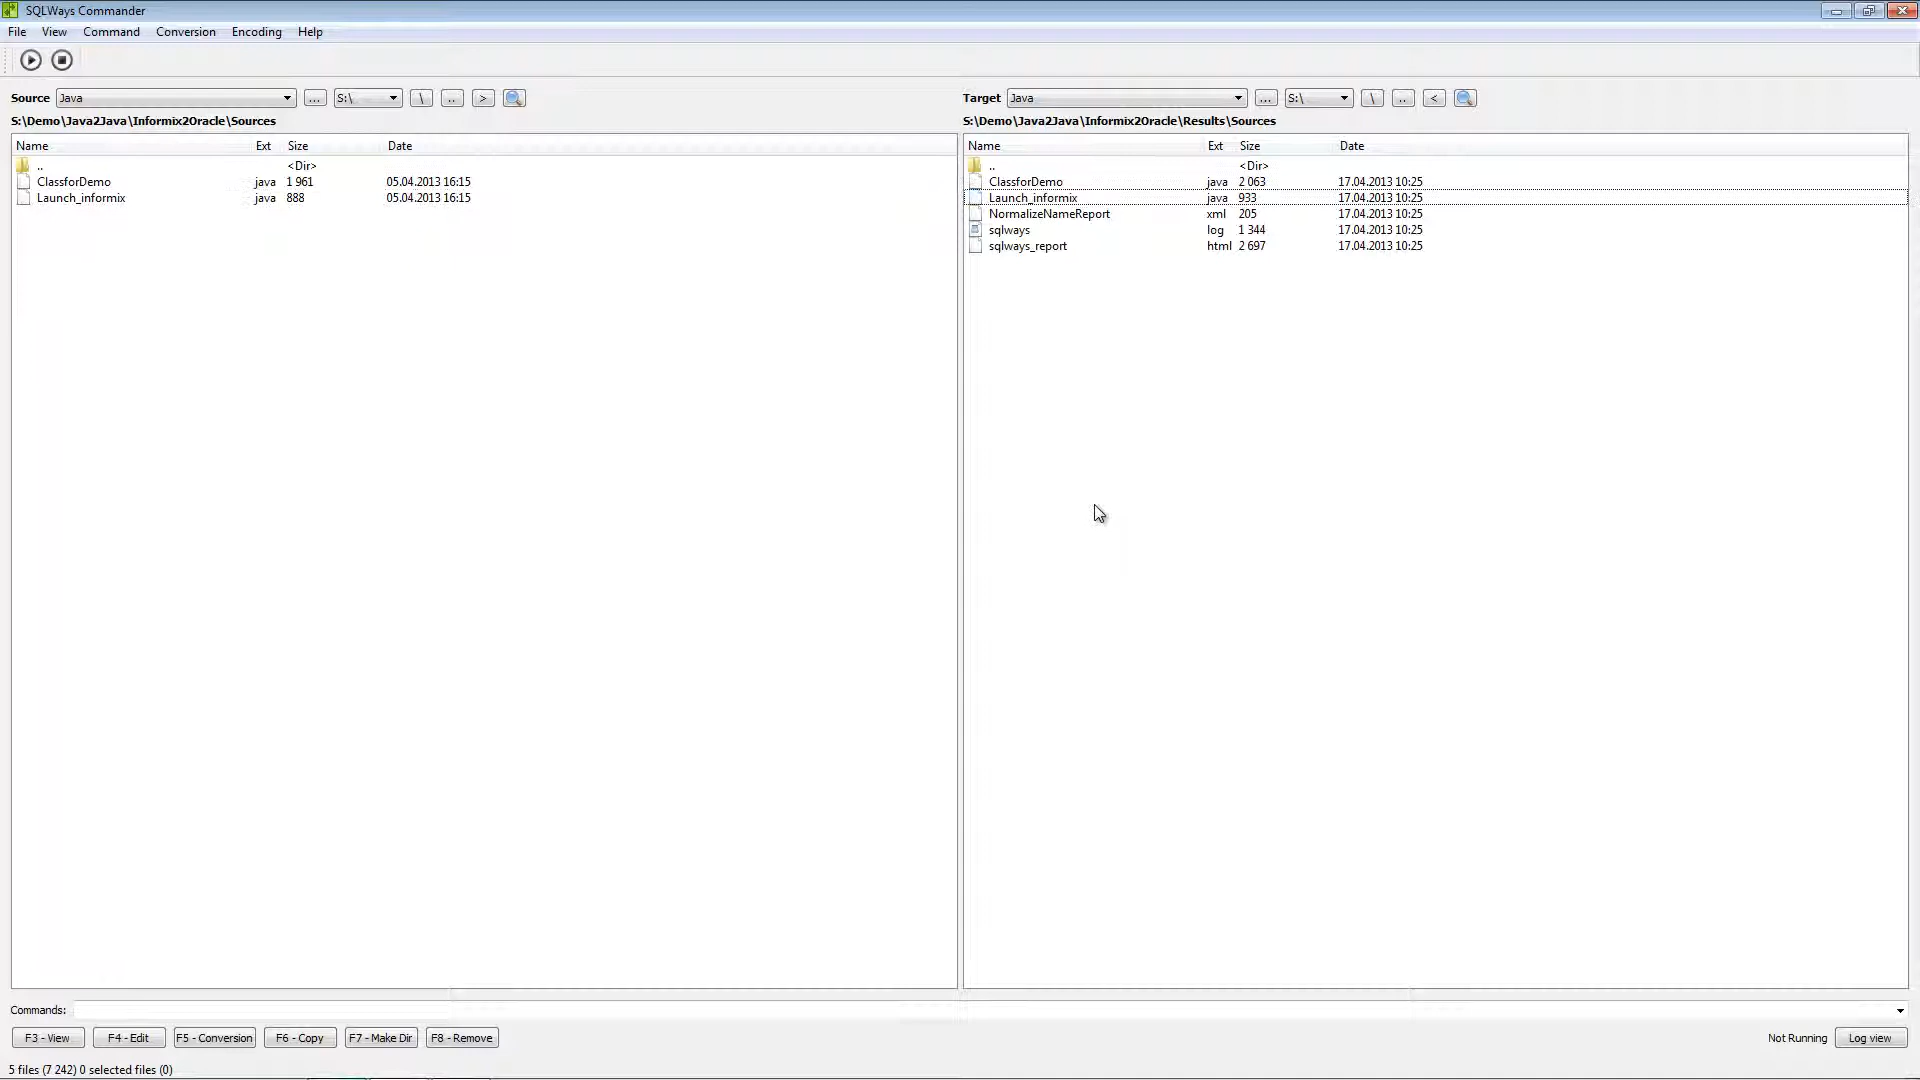 SQLWays Commander
File View Command Conversion Encoding Help
Source Java ... S:\ \ .. >
S:\Demo\Java2Java\Informix2Oracle\Sources
Name Ext Size Date
.. <Dir>
ClassforDemo java 1 961 05.04.2013 16:15
Launch_informix java 888 05.04.2013 16:15
Target Java ... S:\ \ .. <
S:\Demo\Java2Java\Informix2Oracle\Results\Sources
Name Ext Size Date
.. <Dir>
ClassforDemo java 2 063 17.04.2013 10:25
Launch_informix java 933 17.04.2013 10:25
NormalizeNameReport xml 205 17.04.2013 10:25
sqlways log 1 344 17.04.2013 10:25
sqlways_report html 2 697 17.04.2013 10:25
Commands:
F3 - View F4 - Edit F5 - Conversion F6 - Copy F7 - Make Dir F8 - Remove Not Running Log view
5 files (7 242) 0 selected files (0)